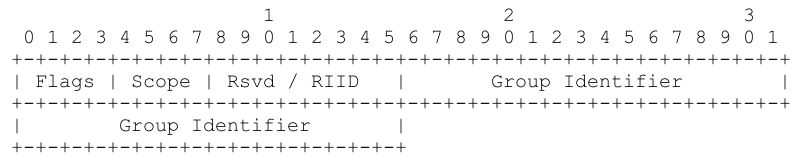 1                   2                   3
 0 1 2 3 4 5 6 7 8 9 0 1 2 3 4 5 6 7 8 9 0 1 2 3 4 5 6 7 8 9 0 1
+-+-+-+-+-+-+-+-+-+-+-+-+-+-+-+-+-+-+-+-+-+-+-+-+-+-+-+-+-+-+-+-+
| Flags | Scope | Rsvd / RIID   |       Group Identifier        |
+-+-+-+-+-+-+-+-+-+-+-+-+-+-+-+-+-+-+-+-+-+-+-+-+-+-+-+-+-+-+-+-+
|        Group Identifier       |
+-+-+-+-+-+-+-+-+-+-+-+-+-+-+-+-+